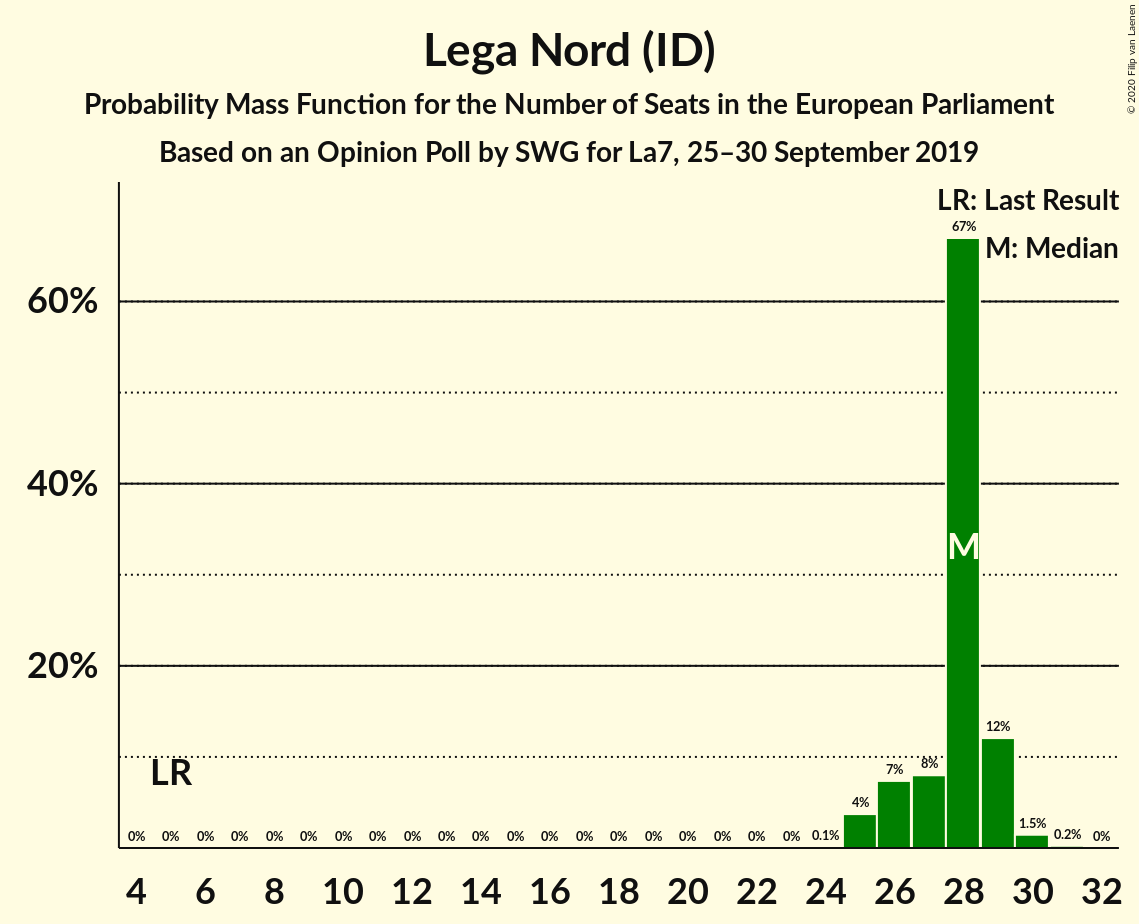 Lega Nord (ID)
Probability Mass Function for the Number of Seats in the European Parliament
Based on an Opinion Poll by SWG for La7, 25–30 September 2019
© 2020 Filip van Laenen
LR: Last Result
M: Median
60%
40%
20%
67%
M
LR
0% 0% 0% 0% 0% 0% 0% 0% 0% 0% 0% 0% 0% 0% 0% 0% 0% 0% 0% 0% 0.1% 4% 7% 8% 12% 1.5% 0.2% 0%
4 6 8 10 12 14 16 18 20 22 24 26 28 30 32